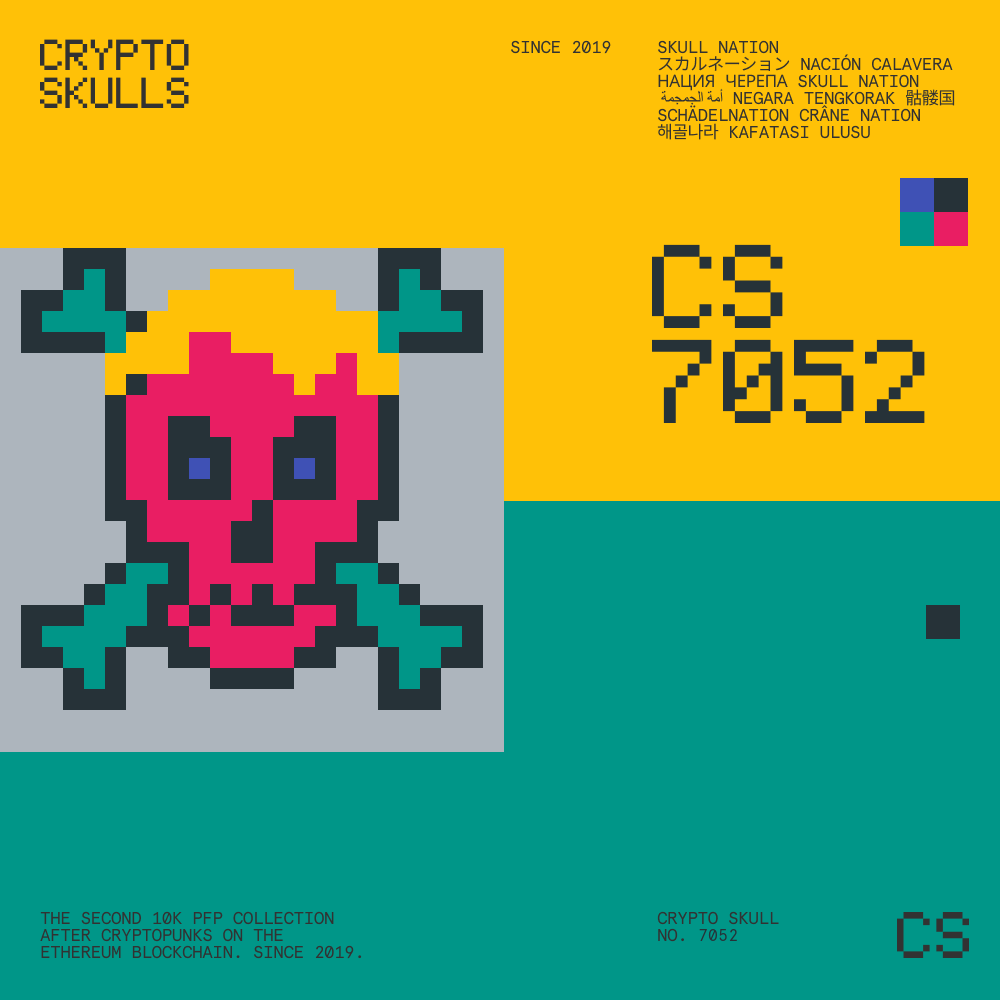 CRYPTO
SKULLS
SINCE 2019
SKULL NATION
スカルネーション NACIÓN CALAVERA
НАЦИЯ ЧЕРЕПА SKULL NATION
أمة الجمجمة NEGARA TENGKORAK 骷髅国
SCHÄDELNATION CRÂNE NATION
해골나라 KAFATASI ULUSU
CS
7052
THE SECOND 10K PFP COLLECTION
AFTER CRYPTOPUNKS ON THE
ETHEREUM BLOCKCHAIN. SINCE 2019.
CRYPTO SKULL
NO. 7052
CS